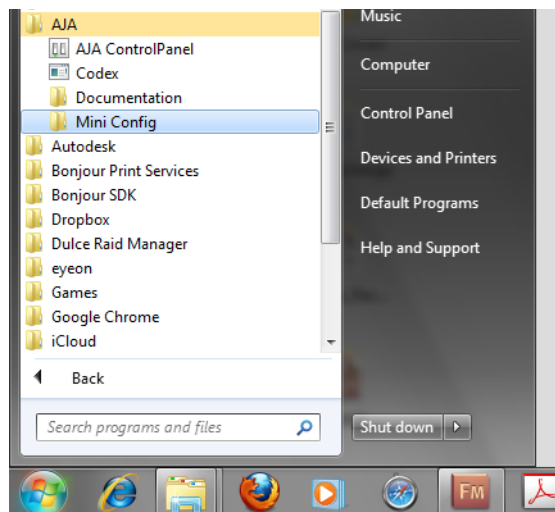 AJA
AJA ControlPanel
Codex
Documentation
Mini Config
Autodesk
Bonjour Print Services
Bonjour SDK
Dropbox
Dulce Raid Manager
eyeon
Games
Google Chrome
iCloud
Back
Search programs and files
Music
Computer
Control Panel
Devices and Printers
Default Programs
Help and Support
Shut down
FM